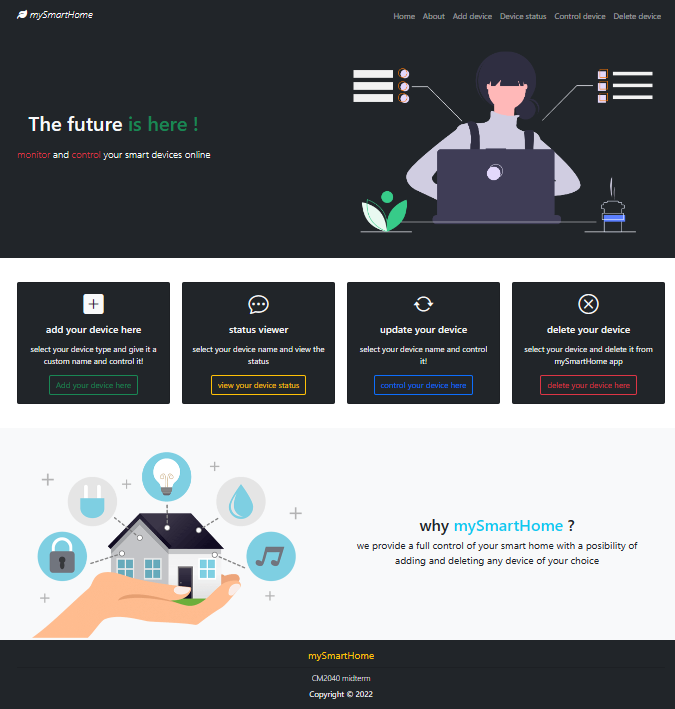 mySmartHome
Home About Add device Device status Control device Delete device
The future is here !
monitor and control your smart devices online
add your device here
select your device type and give it a
custom name and control it!
Add your device here
status viewer
select your device name and view the
status
view your device status
update your device
select your device name and control
it!
control your device here
delete your device
select your device and delete it from
mySmartHome app
delete your device here
why mySmartHome ?
we provide a full control of your smart home with a posibility of
adding and deleting any device of your choice
mySmartHome
CM2040 midterm
Copyright © 2022